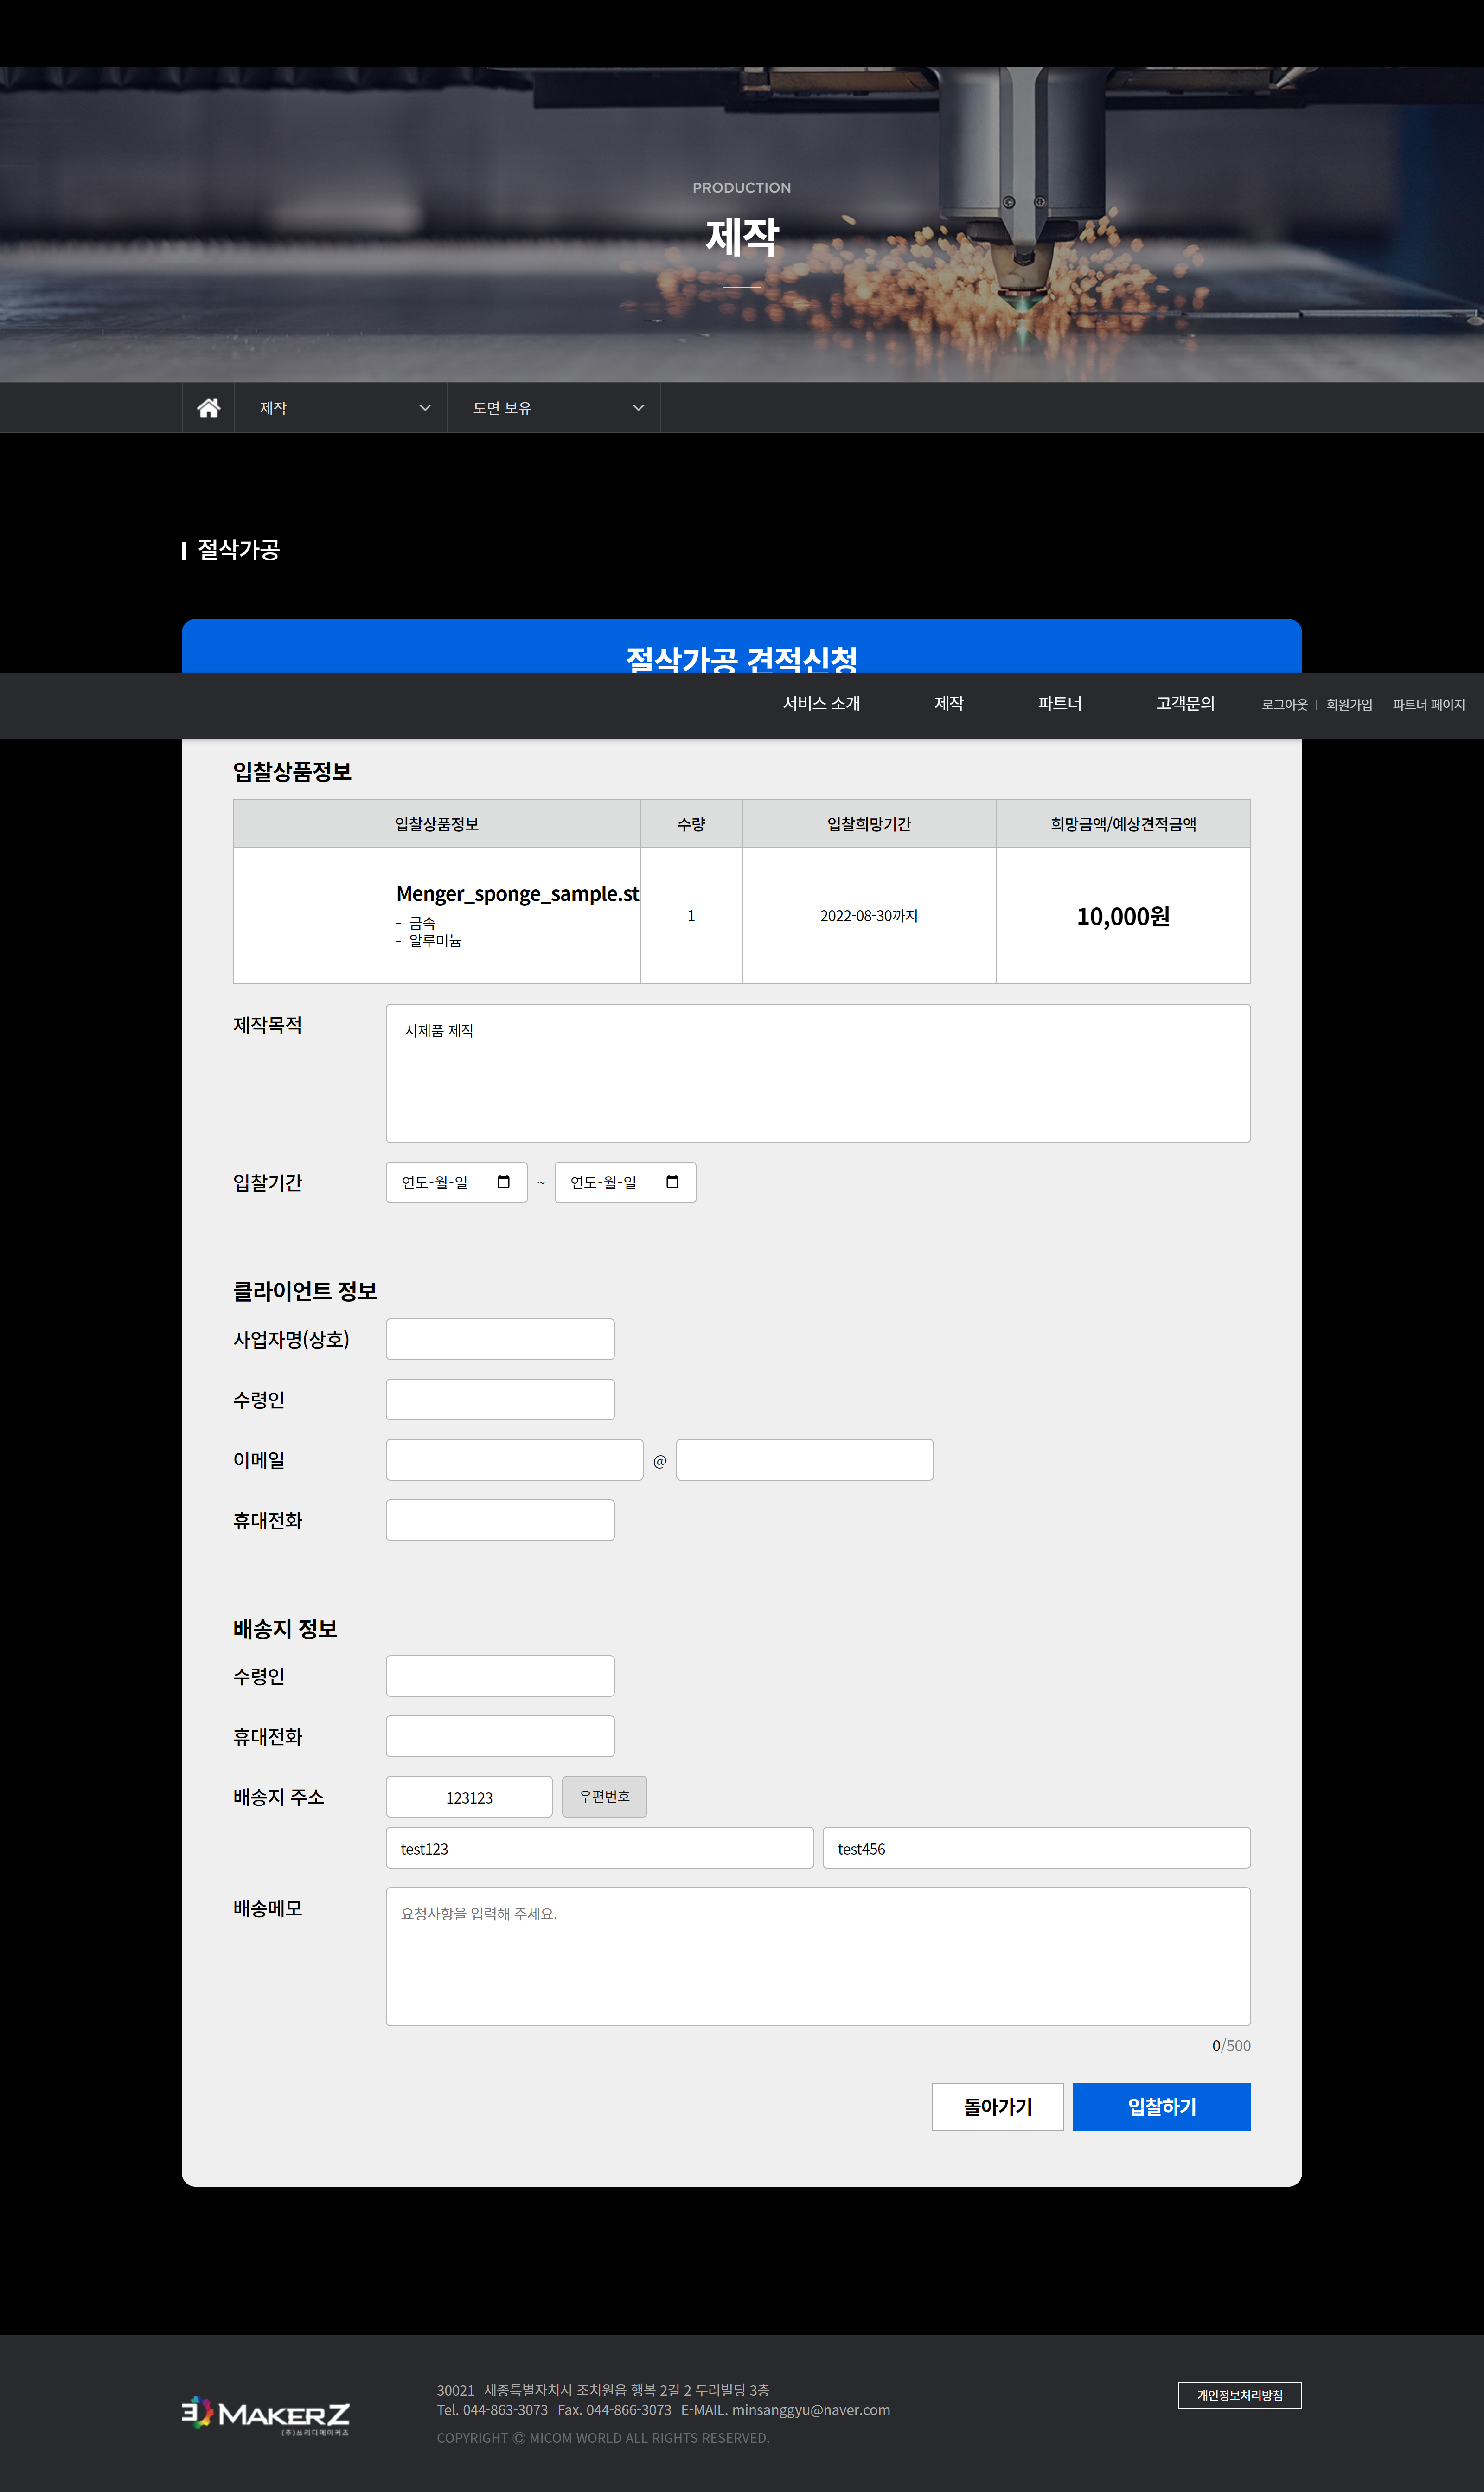 PRODUCTION
제작
제작
도면 보유
절삭가공
절삭가공 견적신청
서비스 소개
제작
파트너
고객문의
로그아웃
회원가입
파트너 페이지
입찰상품정보
입찰상품정보 수량 입찰희망기간 희망금액/예상견적금액
Menger_sponge_sample.st
- 금속
- 알루미늄
1
2022-08-30까지
10,000원
제작목적
시제품 제작
입찰기간
연도-월-일 ~ 연도-월-일
클라이언트 정보
사업자명(상호)
수령인
이메일
@
휴대전화
배송지 정보
수령인
휴대전화
배송지 주소
123123
우편번호
test123
test456
배송메모
요청사항을 입력해 주세요.
0/500
돌아가기
입찰하기
3D MAKERZ
(주)쓰리디메이커즈
30021 세종특별자치시 조치원읍 행복 2길 2 두리빌딩 3층
Tel. 044-863-3073 Fax. 044-866-3073 E-MAIL. minsanggyu@naver.com
COPYRIGHT Ⓒ MICOM WORLD ALL RIGHTS RESERVED.
개인정보처리방침